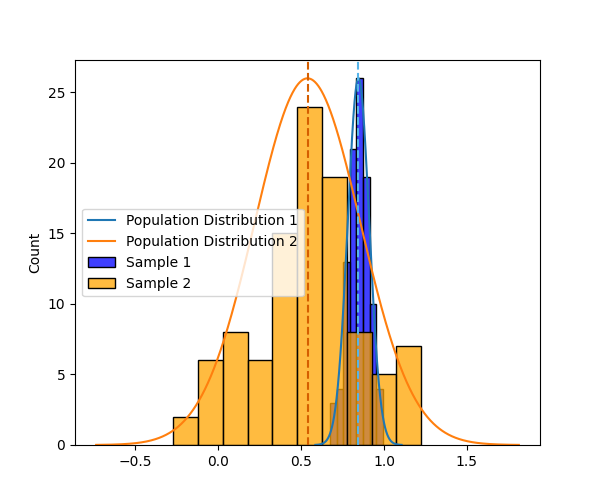 Count
25
20
15
10
5
0
Population Distribution 1
Population Distribution 2
Sample 1
Sample 2
−0.5
0.0
0.5
1.0
1.5